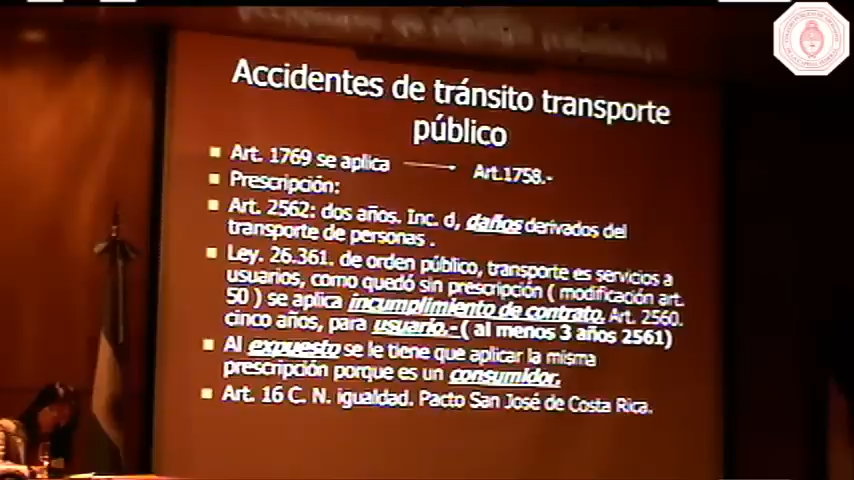 Accidentes de tránsito transporte
público
Art. 1769 se aplica → Art.1758.-
Prescripción:
Art. 2562: dos años. Inc. d, daños derivados del
transporte de personas .
Ley. 26.361. de orden público, transporte es servicios a
usuarios, como quedó sin prescripción ( modificación art.
50 ) se aplica incumplimiento de contrato. Art. 2560.
cinco años, para usuario.- ( al menos 3 años 2561)
Al expuesto se le tiene que aplicar la misma
prescripción porque es un consumidor.
Art. 16 C. N. igualdad. Pacto San José de Costa Rica.